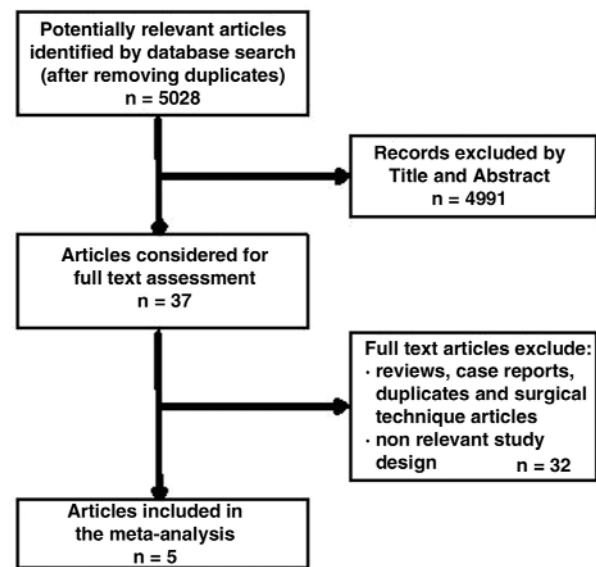 Potentially relevant articles
identified by database search
(after removing duplicates)
n = 5028
Records excluded by
Title and Abstract
n = 4991
Articles considered for
full text assessment
n = 37
Full text articles exclude:
· reviews, case reports,
duplicates and surgical
technique articles
· non relevant study
design n = 32
Articles included in
the meta-analysis
n = 5